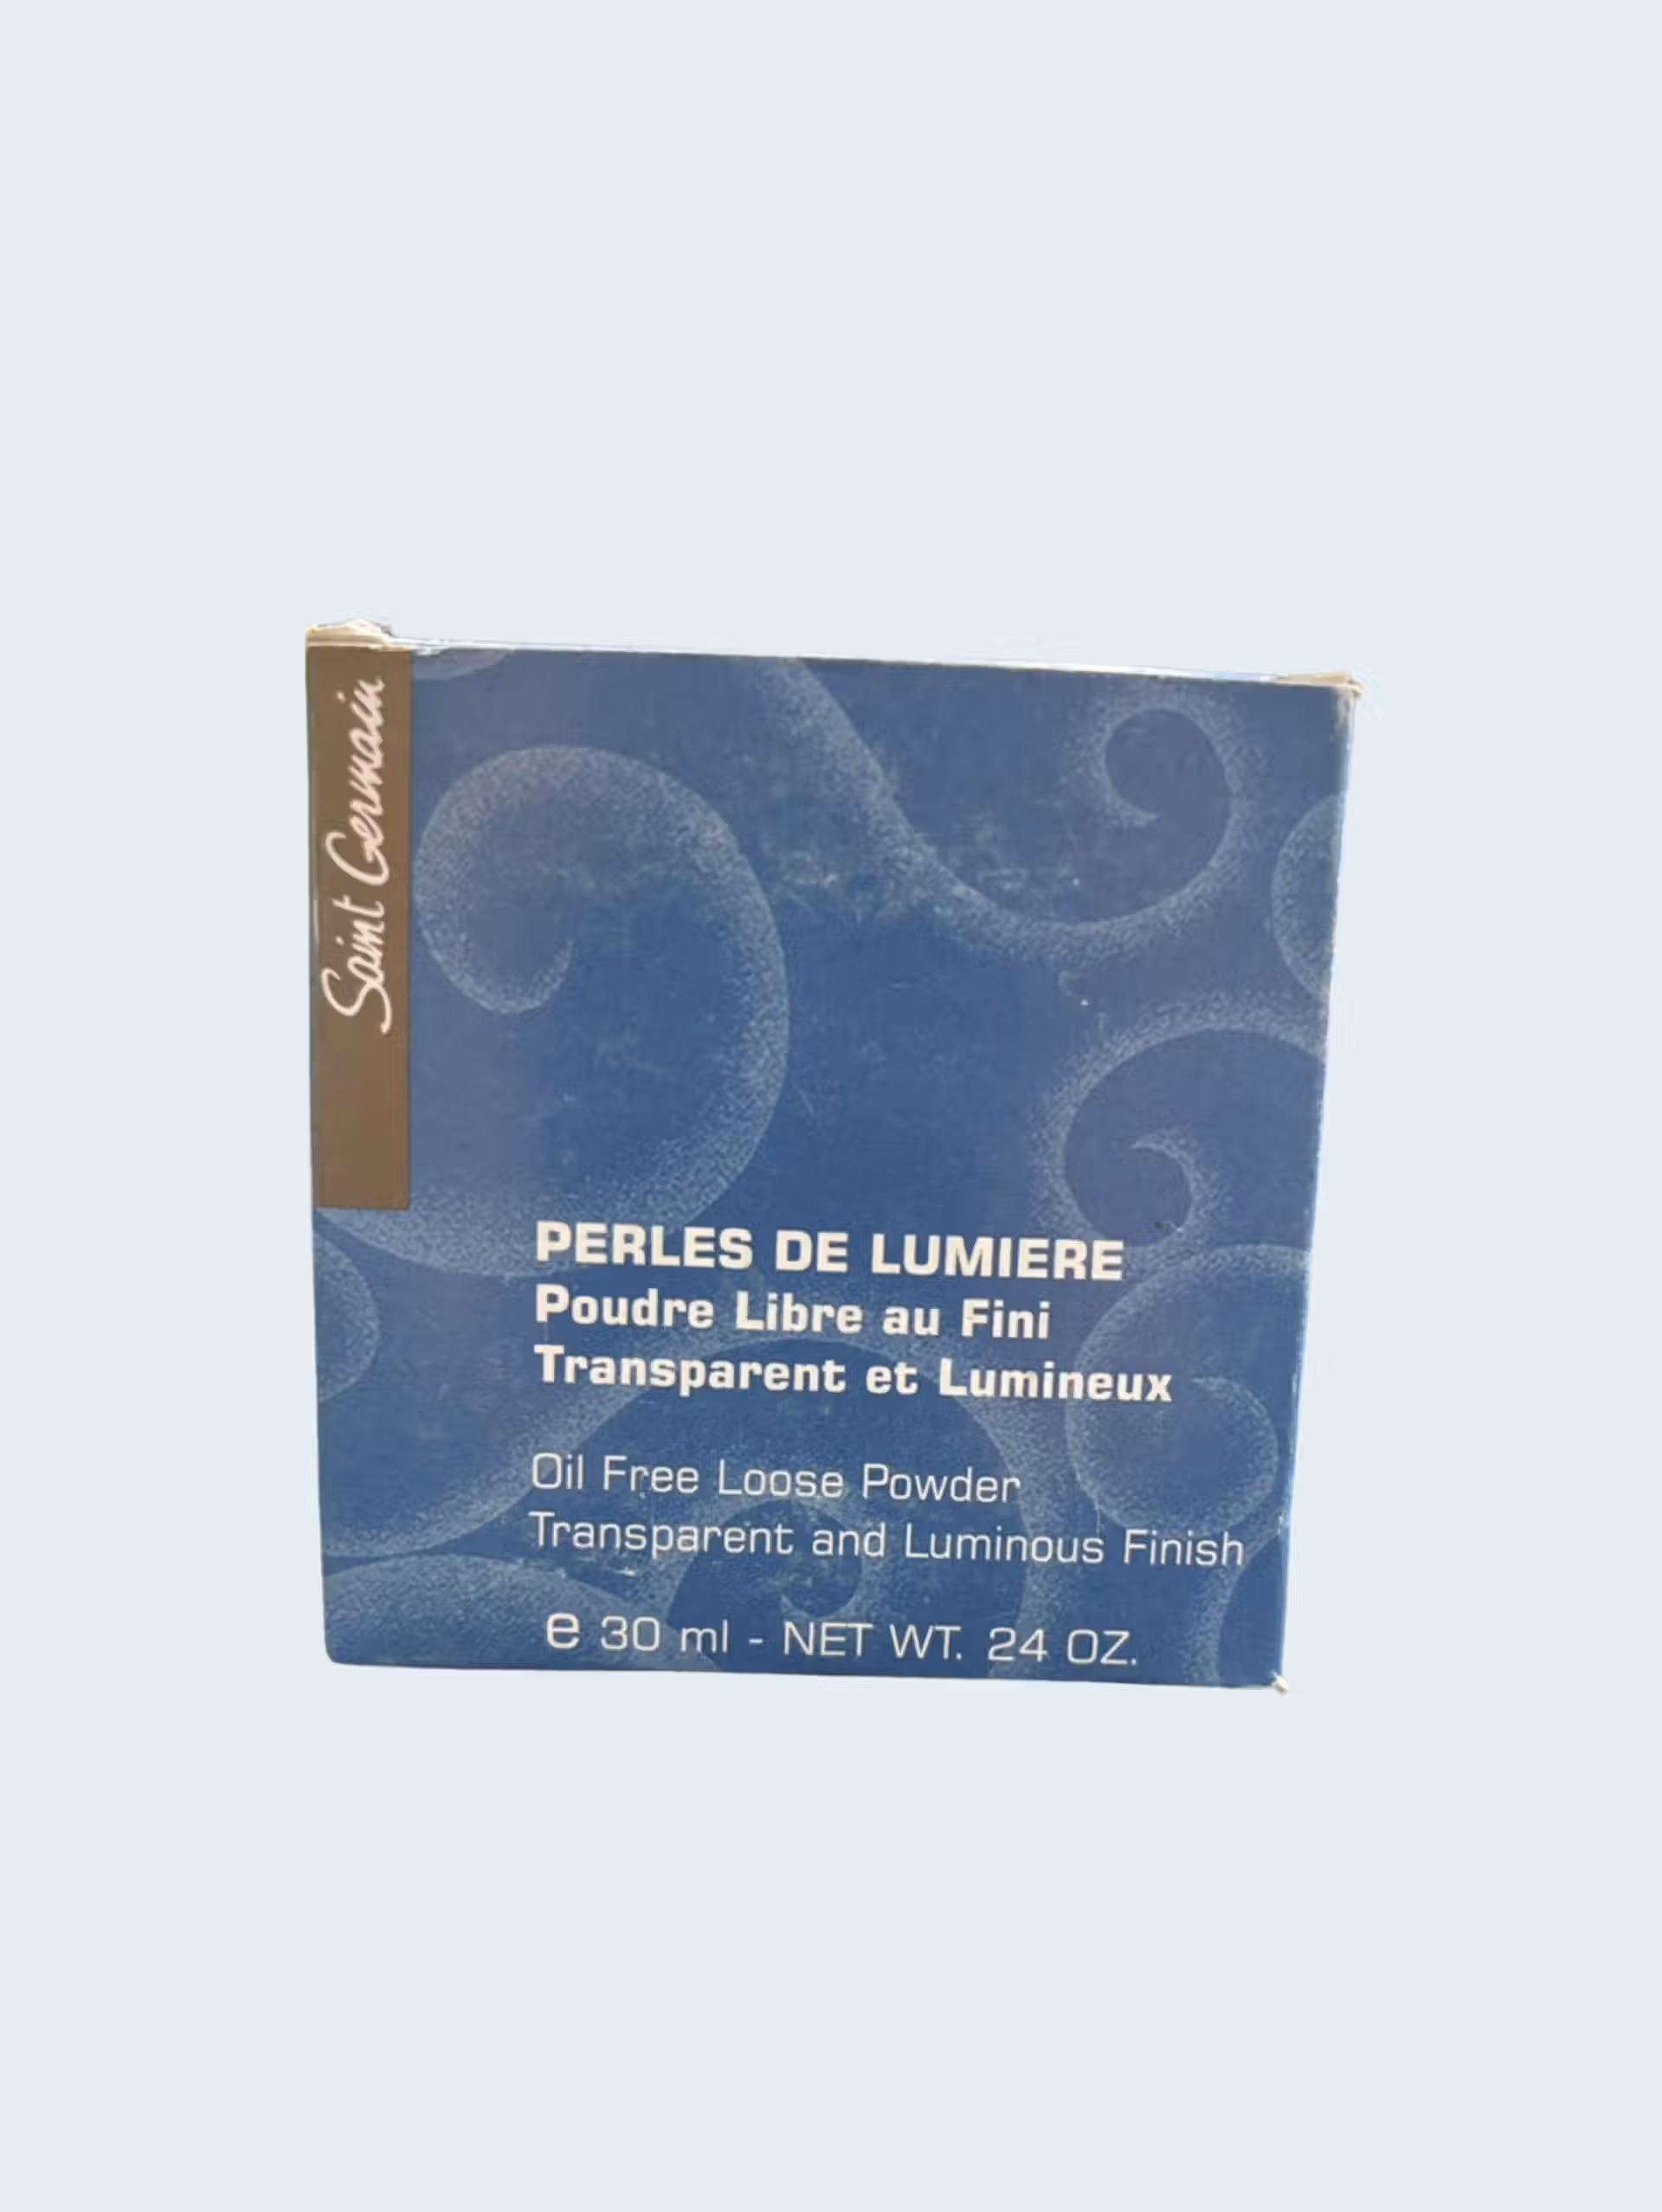 Saint Germain
PERLES DE LUMIERE
Poudre Libre au Fini
Transparent et Lumineux
Oil Free Loose Powder
Transparent and Luminous Finish
e 30 ml - NET WT. 24 OZ.